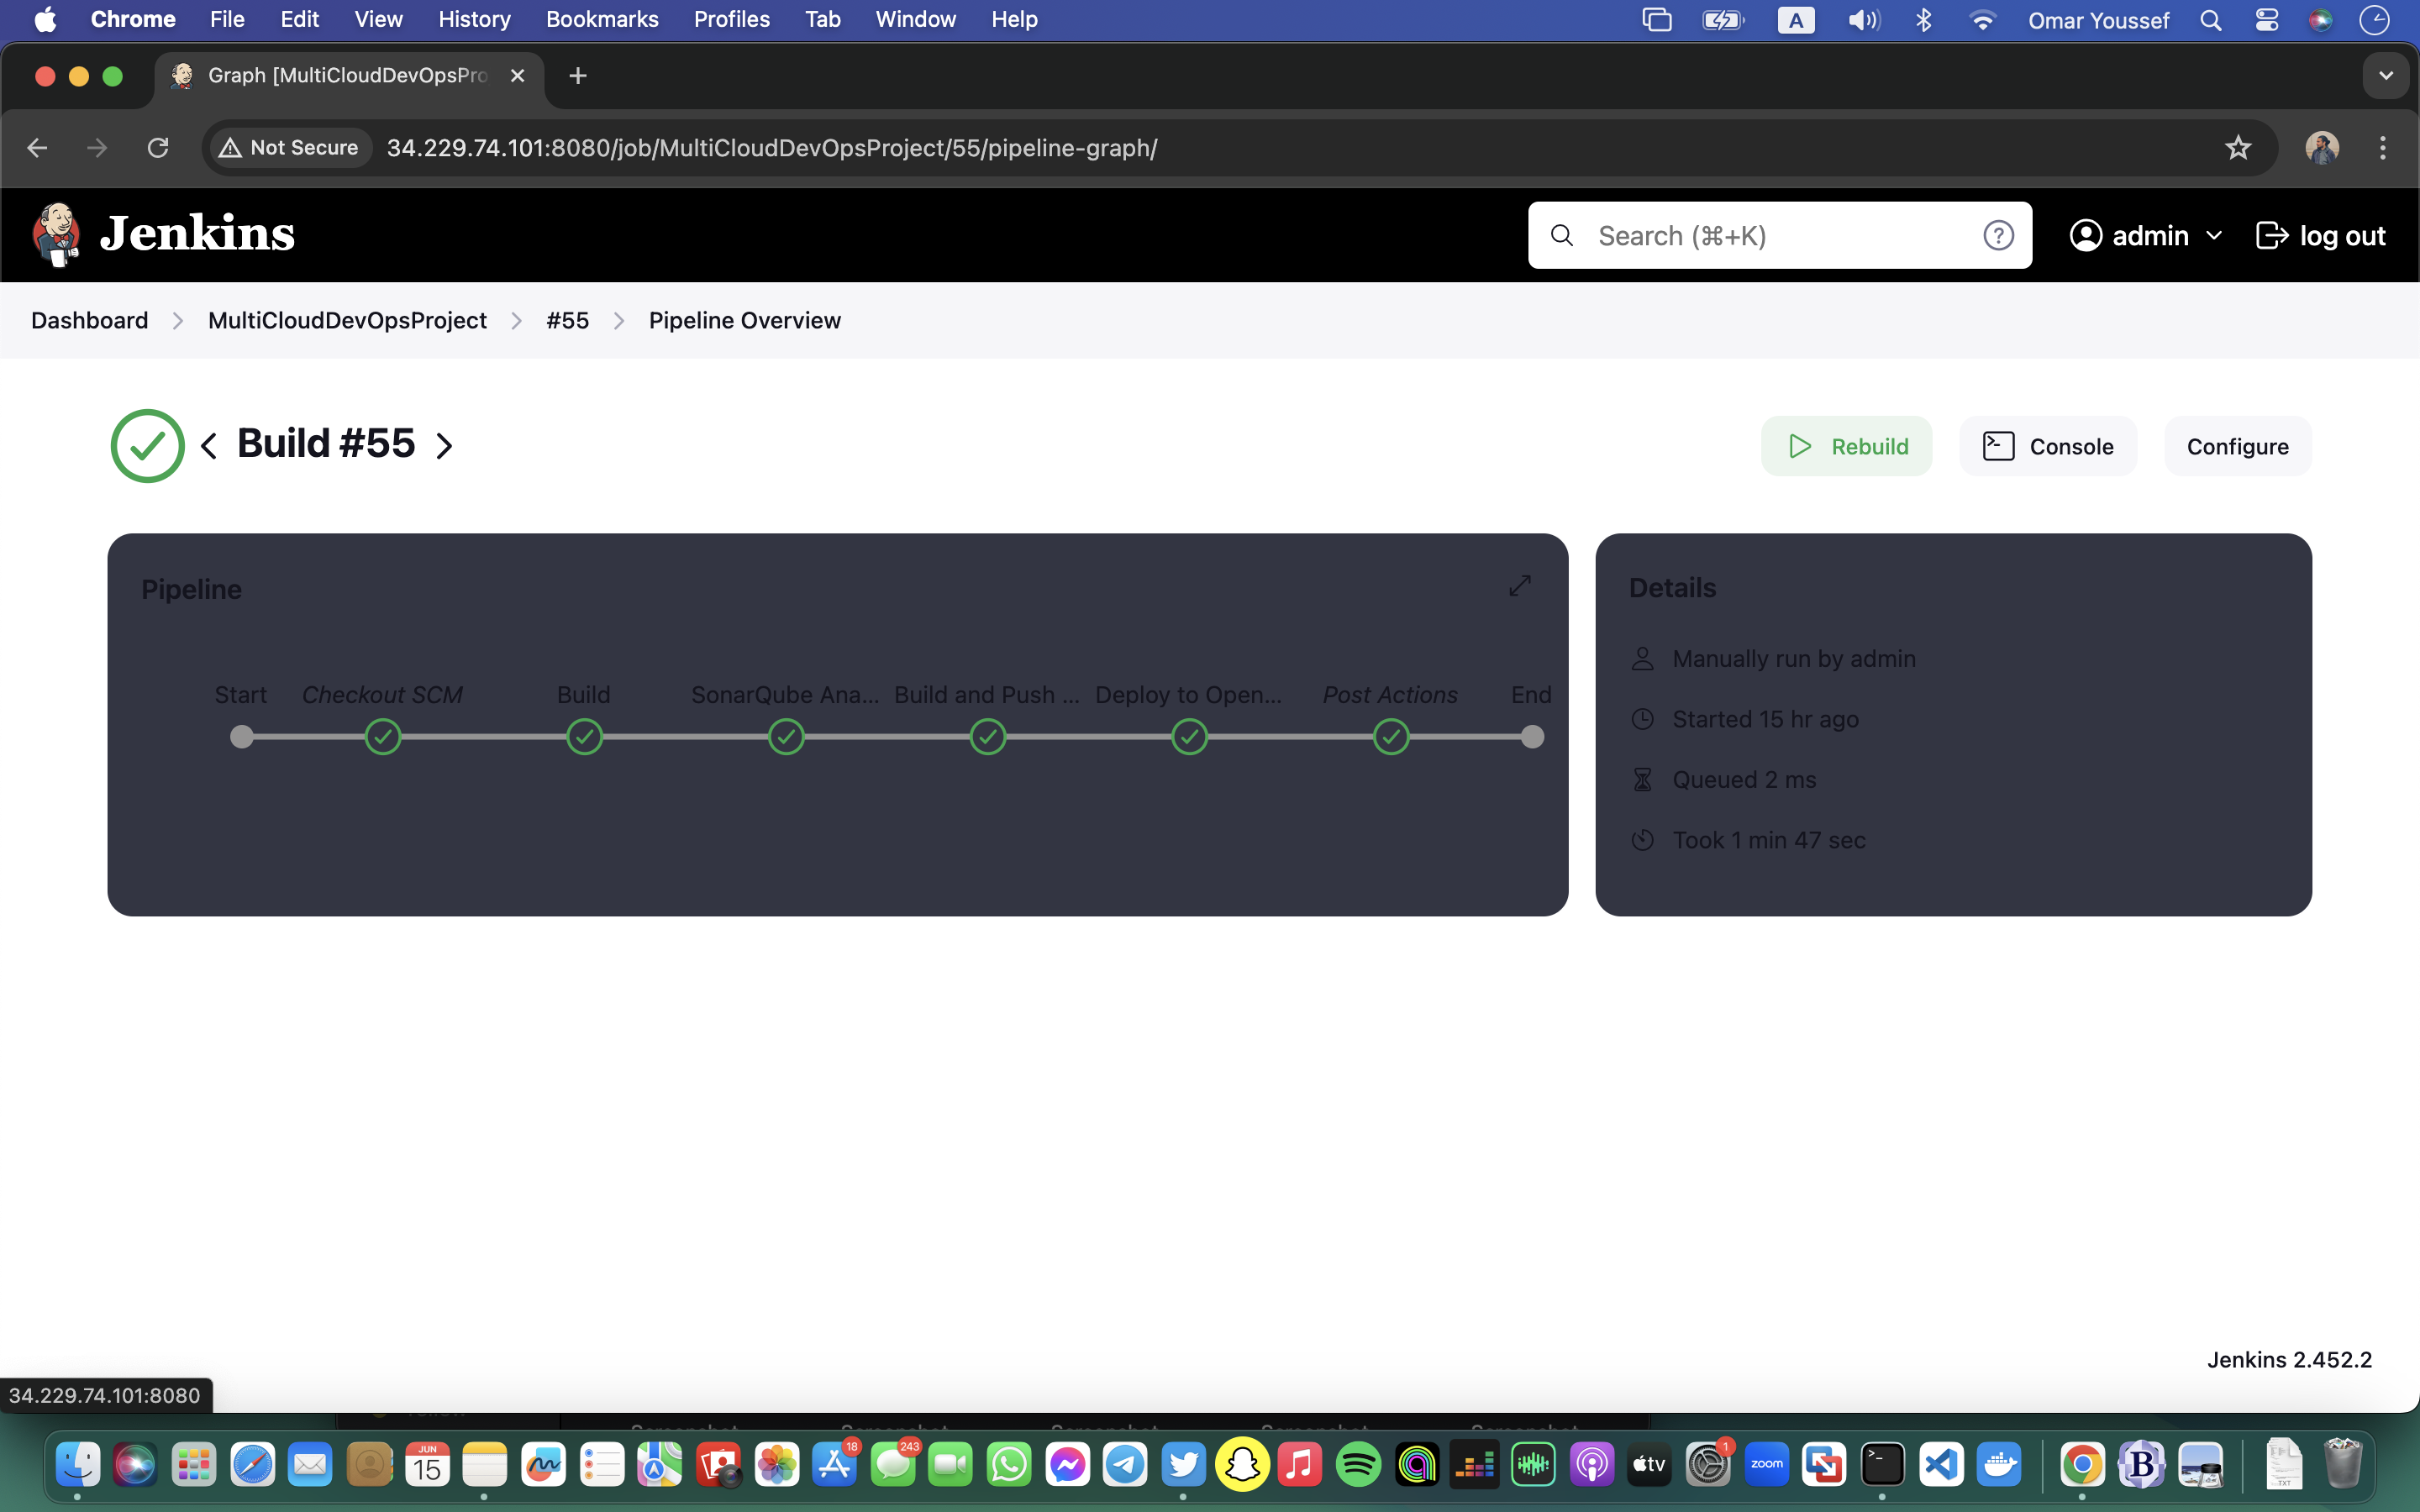 Chrome File Edit View History Bookmarks Profiles Tab Window Help A Omar Youssef
Graph [MultiCloudDevOpsPro
Not Secure 34.229.74.101:8080/job/MultiCloudDevOpsProject/55/pipeline-graph/
Jenkins Search (⌘+K) admin log out
Dashboard MultiCloudDevOpsProject #55 Pipeline Overview
Build #55 Rebuild Console Configure
Pipeline
Start Checkout SCM Build SonarQube Ana... Build and Push ... Deploy to Open... Post Actions End
Details
Manually run by admin
Started 15 hr ago
Queued 2 ms
Took 1 min 47 sec
Jenkins 2.452.2
34.229.74.101:8080
JUN
15
18
243
tv
1
zoom
B
TXT